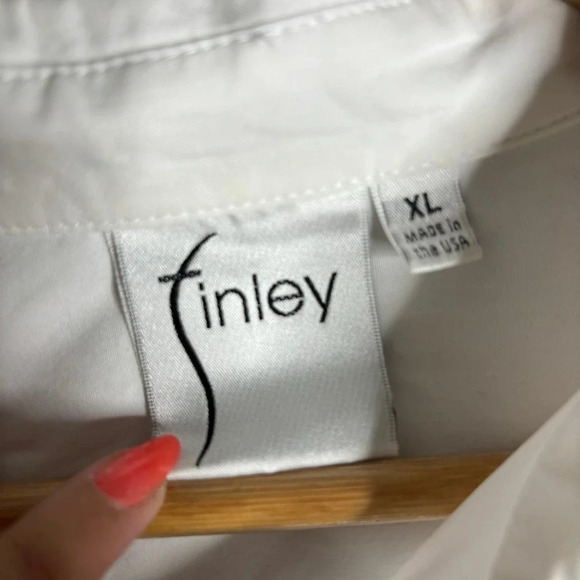 finley
XL
MADE in
the USA